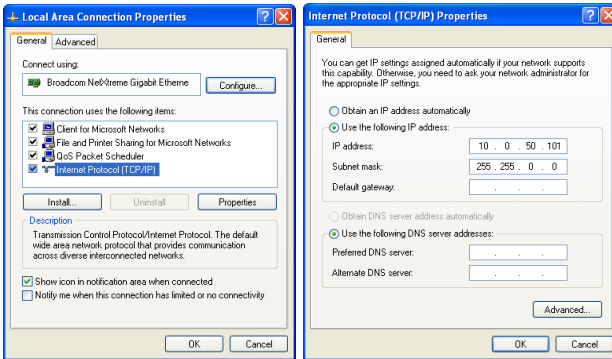 Local Area Connection Properties
General
Advanced
Connect using:
Broadcom NetXtreme Gigabit Etherne
Configure...
This connection uses the following items:
Client for Microsoft Networks
File and Printer Sharing for Microsoft Networks
QoS Packet Scheduler
Internet Protocol (TCP/IP)
Install...
Uninstall
Properties
Description
Transmission Control Protocol/Internet Protocol. The default
wide area network protocol that provides communication
across diverse interconnected networks.
Show icon in notification area when connected
Notify me when this connection has limited or no connectivity
OK
Cancel
Internet Protocol (TCP/IP) Properties
General
You can get IP settings assigned automatically if your network supports
this capability. Otherwise, you need to ask your network administrator for
the appropriate IP settings.
Obtain an IP address automatically
Use the following IP address:
IP address:
10 . 0 . 50 . 101
Subnet mask:
255 . 255 . 0 . 0
Default gateway:
. . .
Obtain DNS server address automatically
Use the following DNS server addresses:
Preferred DNS server:
. . .
Alternate DNS server:
. . .
Advanced...
OK
Cancel